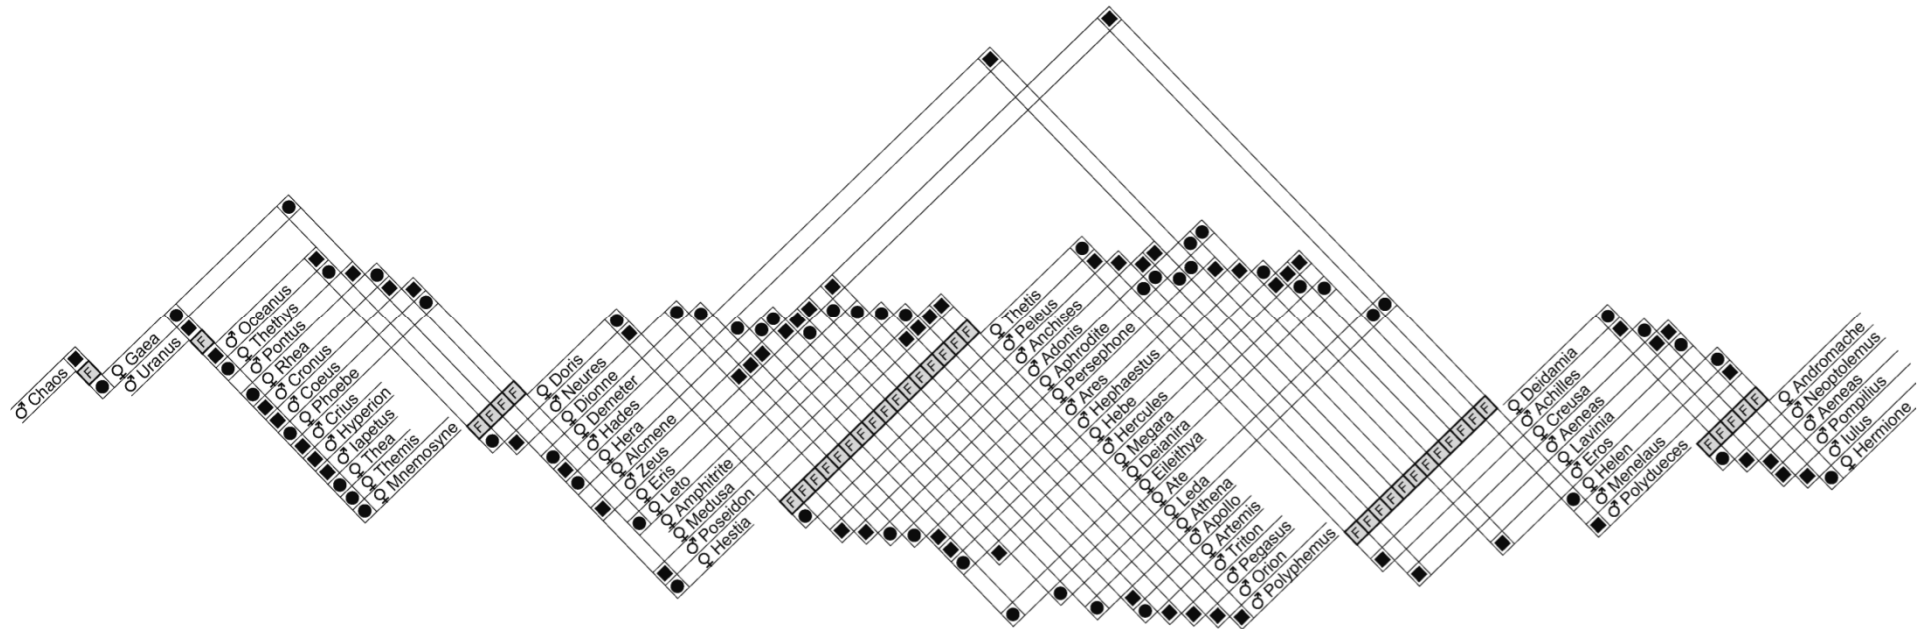 ♂ Chaos
F
♀ Gaea
♂ Uranus
F
♂ Oceanus
♀ Thethys
♂ Pontus
♀ Rhea
♂ Cronus
♂ Coeus
♀ Phoebe
♂ Crius
♂ Hyperion
♂ Iapetus
♀ Thea
♀ Themis
♀ Mnemosyne
F F F F
♀ Doris
♂ Neures
♀ Dionne
♀ Demeter
♂ Hades
♀ Hera
♀ Alcmene
♂ Zeus
♀ Eris
♀ Leto
♀ Amphitrite
♀ Medusa
♂ Poseidon
♀ Hestia
F F F F F F F F F F F F F F F
♀ Thetis
♂ Peleus
♂ Anchises
♂ Adonis
♀ Aphrodite
♀ Persephone
♂ Ares
♂ Hephaestus
♀ Hebe
♂ Hercules
♀ Megara
♀ Deianira
♀ Eileithya
♀ Ate
♀ Leda
♀ Athena
♂ Apollo
♀ Artemis
♂ Triton
♂ Pegasus
♂ Orion
♂ Polyphemus
F F F F F F F F F F F
♀ Deidamia
♂ Achilles
♀ Creusa
♂ Aeneas
♀ Lavinia
♂ Eros
♀ Helen
♂ Menelaus
♂ Polydueces
F F F F F
♀ Andromache
♂ Neoptolemus
♂ Aeneas
♂ Pompilius
♂ Iulus
♀ Hermione